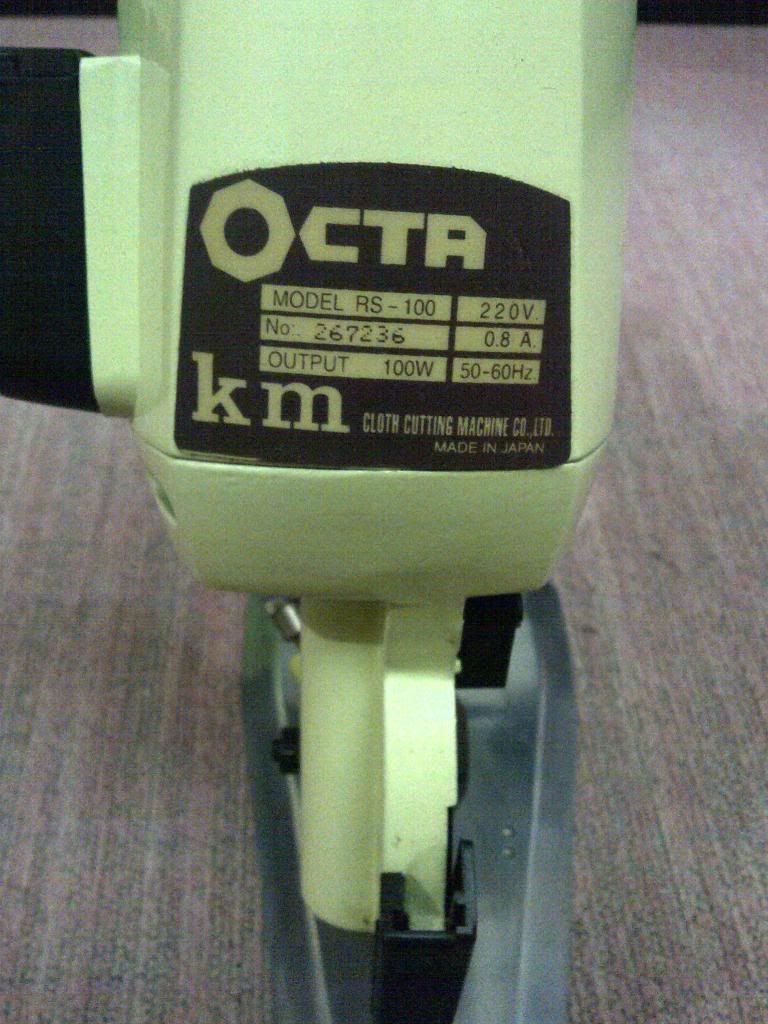 OCTA
MODEL RS-100 220V.
No: 267236 0.8 A.
OUTPUT 100W 50-60Hz
km CLOTH CUTTING MACHINE CO.,LTD.
MADE IN JAPAN